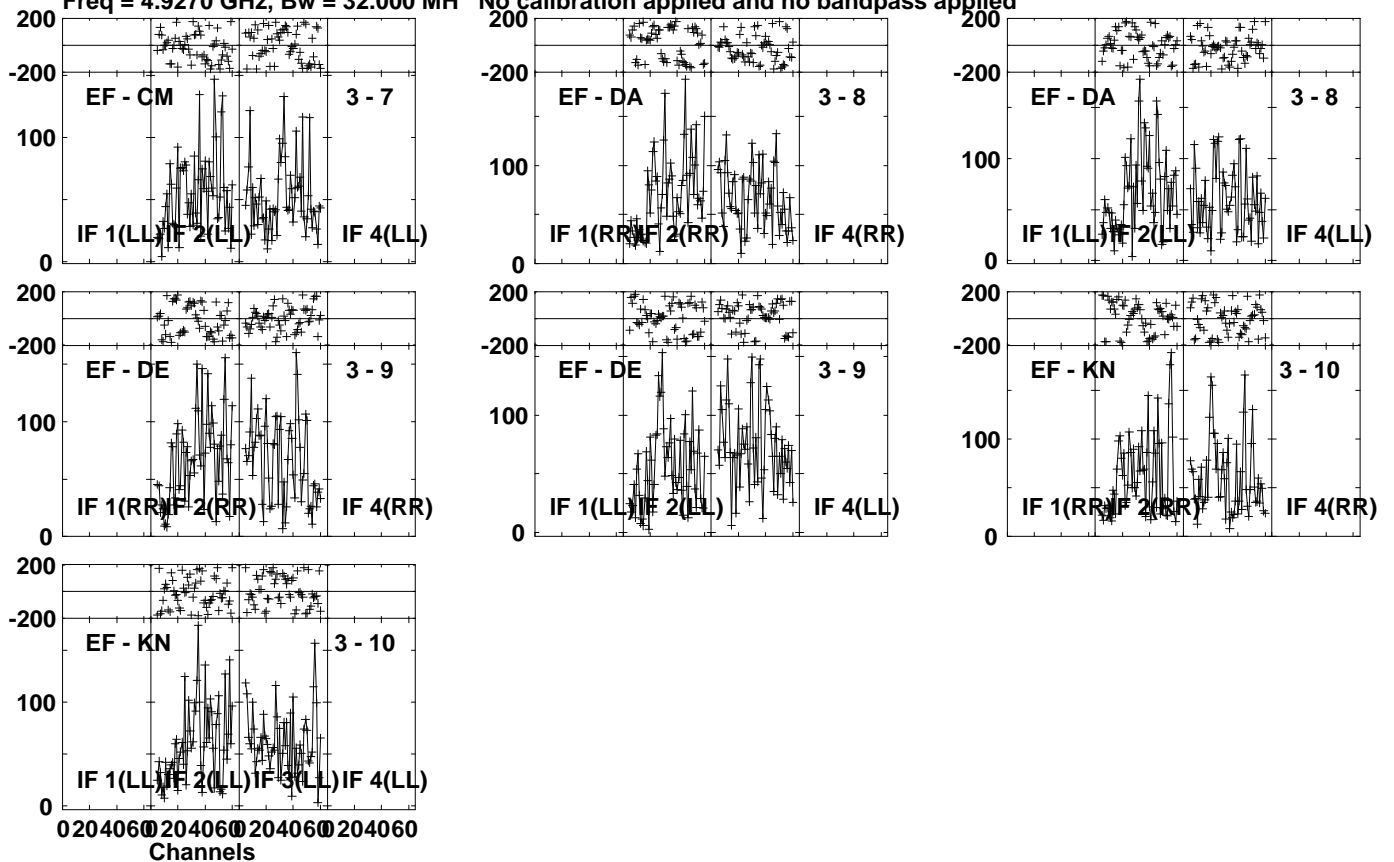 Freq = 4.9270 GHz, Bw = 32.000 MH No calibration applied and no bandpass applied
200
-200
EF - CM 3 - 7
100
IF 1(LL) IF 2(LL) IF 4(LL)
0
200
-200
EF - DA 3 - 8
100
IF 1(RR) IF 2(RR) IF 4(RR)
0
200
-200
EF - DA 3 - 8
100
IF 1(LL) IF 2(LL) IF 4(LL)
0
200
-200
EF - DE 3 - 9
100
IF 1(RR) IF 2(RR) IF 4(RR)
0
200
-200
EF - DE 3 - 9
100
IF 1(LL) IF 2(LL) IF 4(LL)
0
200
-200
EF - KN 3 - 10
100
IF 1(RR) IF 2(RR) IF 4(RR)
0
200
-200
EF - KN 3 - 10
100
IF 1(LL) IF 2(LL) IF 3(LL) IF 4(LL)
0
0 20 40 60 0 20 40 60 0 20 40 60 0 20 40 60
Channels